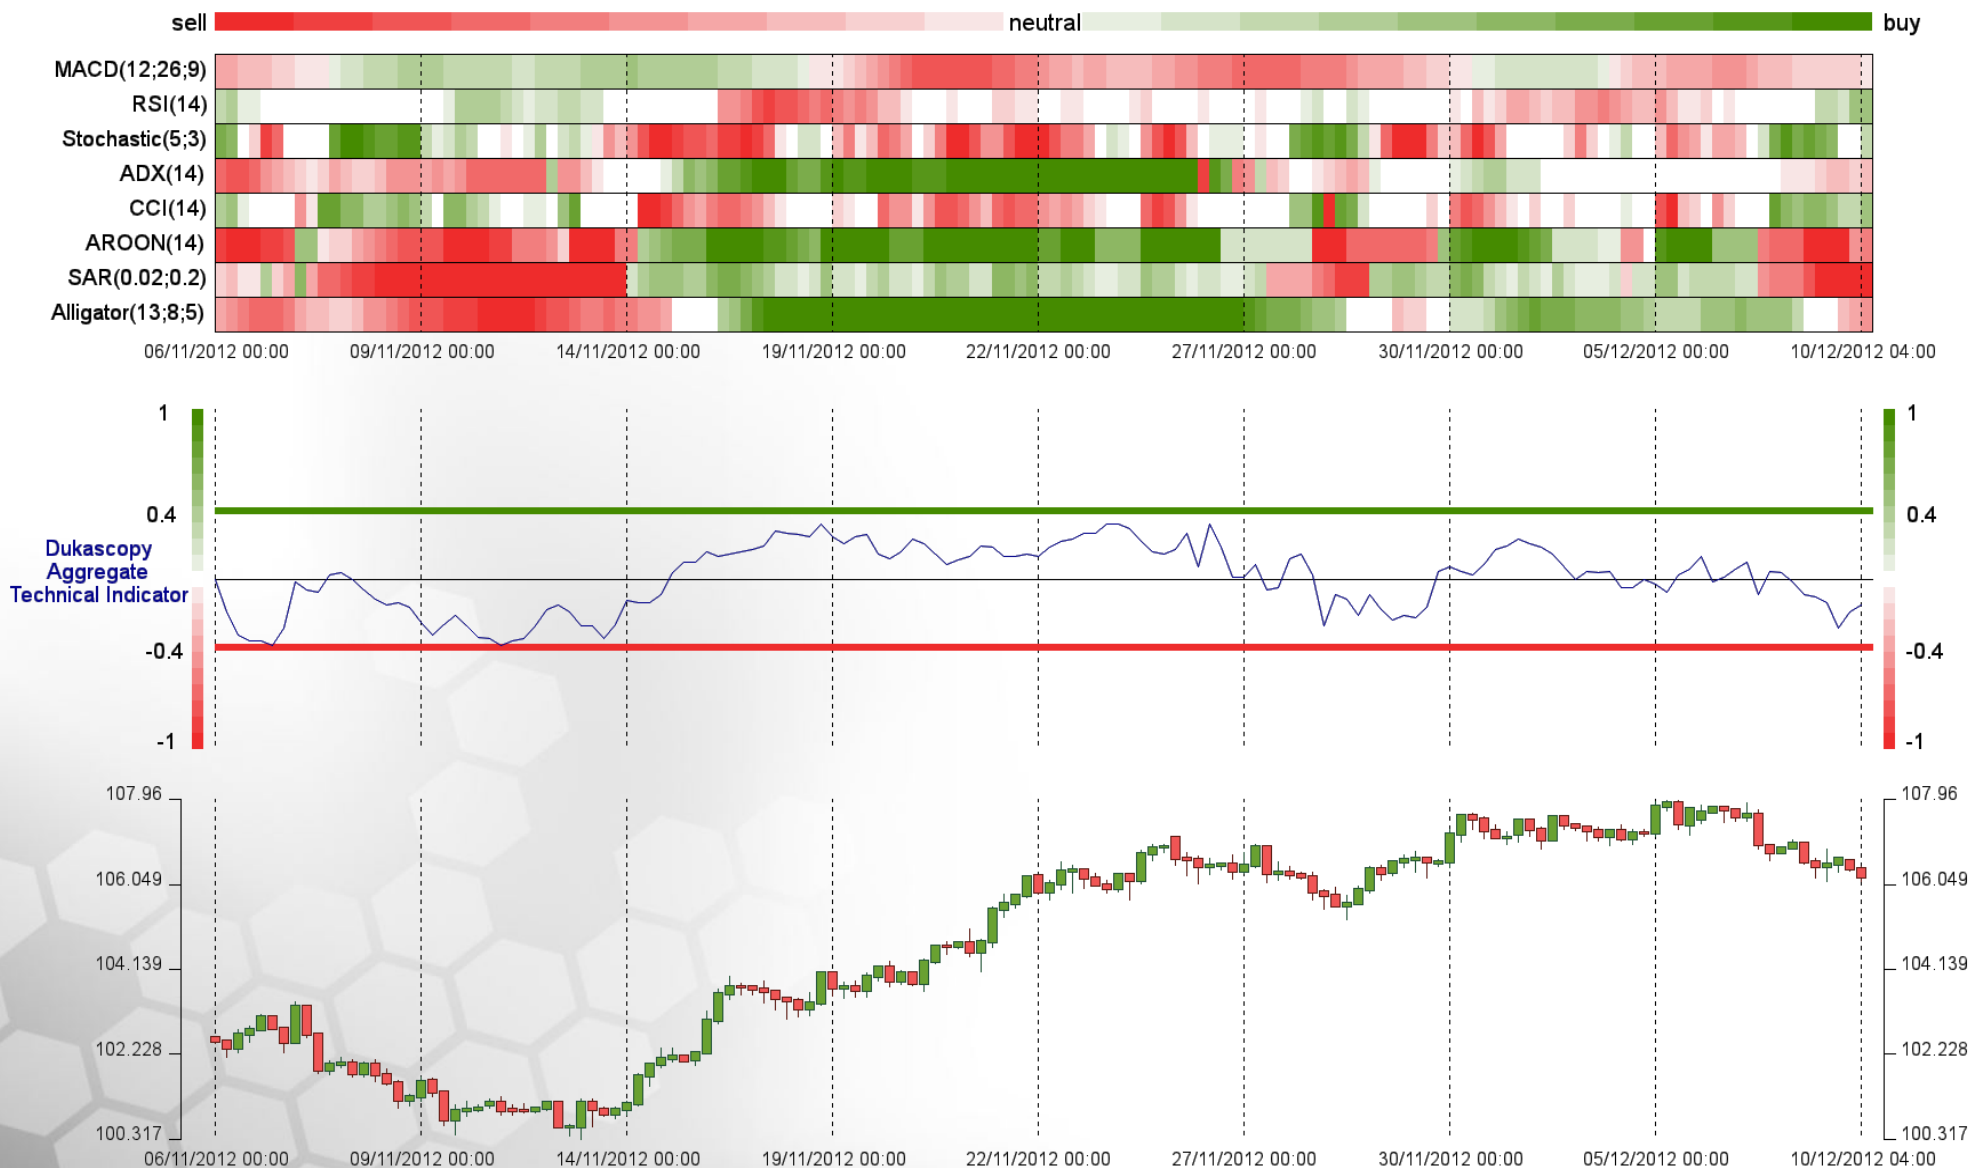 sell neutral buy
MACD(12;26;9)
RSI(14)
Stochastic(5;3)
ADX(14)
CCI(14)
AROON(14)
SAR(0.02;0.2)
Alligator(13;8;5)
06/11/2012 00:00 09/11/2012 00:00 14/11/2012 00:00 19/11/2012 00:00 22/11/2012 00:00 27/11/2012 00:00 30/11/2012 00:00 05/12/2012 00:00 10/12/2012 04:00
1 1
0.4 0.4
Dukascopy
Aggregate
Technical Indicator
-0.4 -0.4
-1 -1
107.96 107.96
106.049 106.049
104.139 104.139
102.228 102.228
100.317 100.317
06/11/2012 00:00 09/11/2012 00:00 14/11/2012 00:00 19/11/2012 00:00 22/11/2012 00:00 27/11/2012 00:00 30/11/2012 00:00 05/12/2012 00:00 10/12/2012 04:00